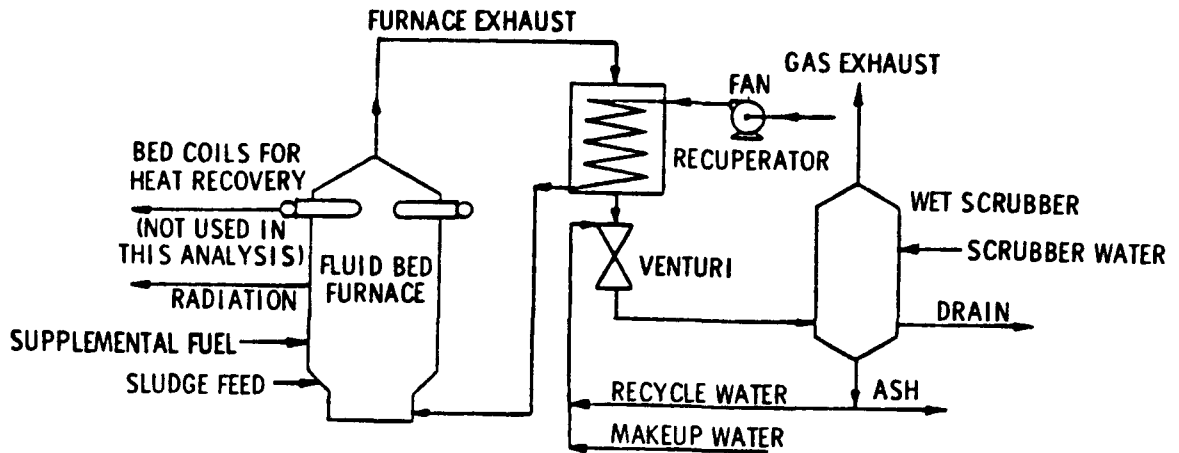 FURNACE EXHAUST
GAS EXHAUST
FAN
BED COILS FOR
HEAT RECOVERY
RECUPERATOR
(NOT USED IN
THIS ANALYSIS)
WET SCRUBBER
SCRUBBER WATER
FLUID BED
FURNACE
VENTURI
RADIATION
DRAIN
SUPPLEMENTAL FUEL
SLUDGE FEED
RECYCLE WATER
ASH
MAKEUP WATER